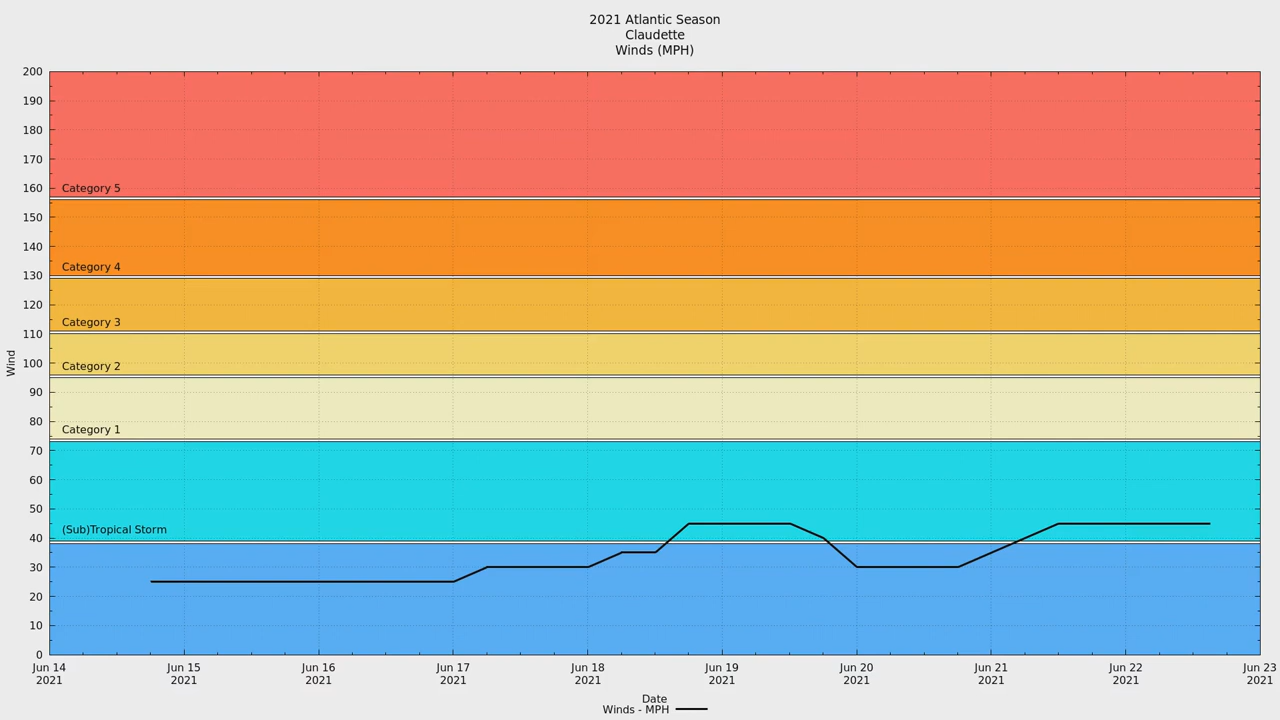 2021 Atlantic Season
Claudette
Winds (MPH)
200
190
180
170
160
Category 5
150
140
Category 4
130
120
Category 3
110
Wind
100
Category 2
90
80
Category 1
70
60
50
(Sub)Tropical Storm
40
30
20
10
0
Jun 14 Jun 15 Jun 16 Jun 17 Jun 18 Jun 19 Jun 20 Jun 21 Jun 22 Jun 23
2021 2021 2021 2021 2021 2021 2021 2021 2021 2021
Date
Winds - MPH